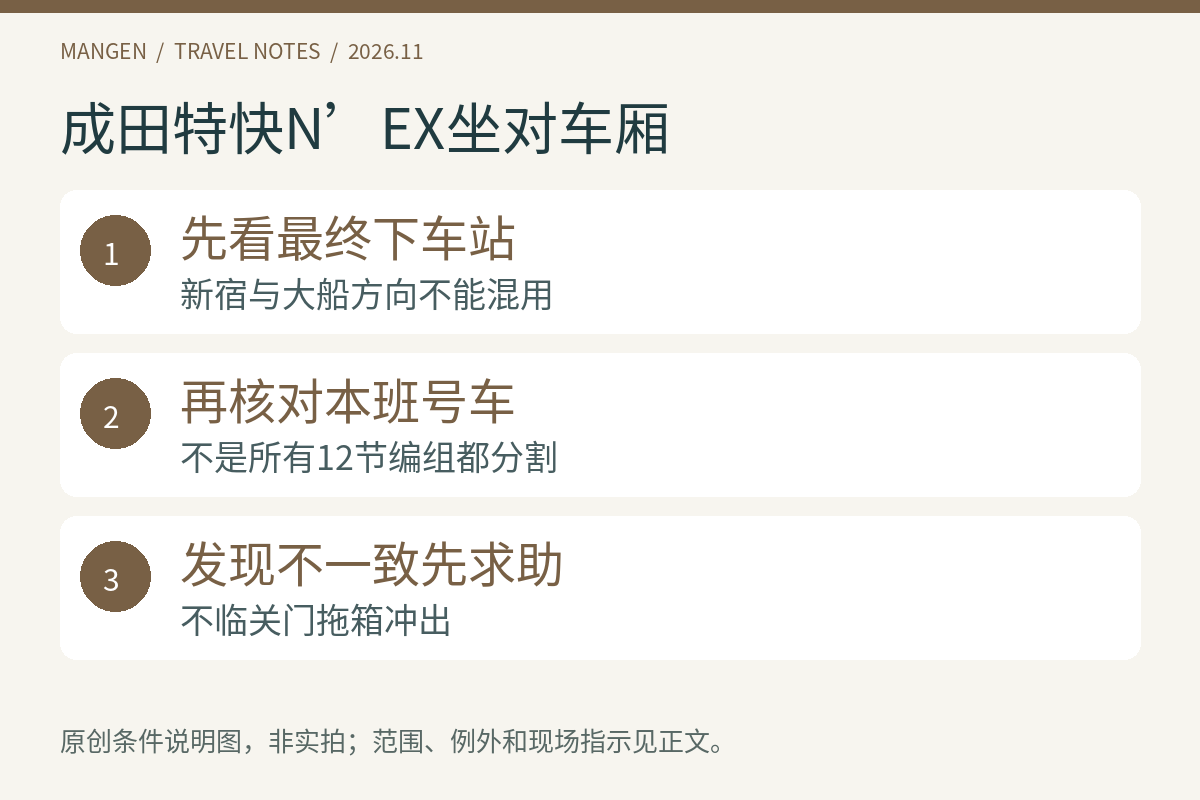 MANGEN / TRAVEL NOTES / 2026.11
成田特快N’EX坐对车厢
1
先看最终下车站
新宿与大船方向不能混用
2
再核对本班号车
不是所有12节编组都分割
3
发现不一致先求助
不临关门拖箱冲出
原创条件说明图，非实拍；范围、例外和现场指示见正文。